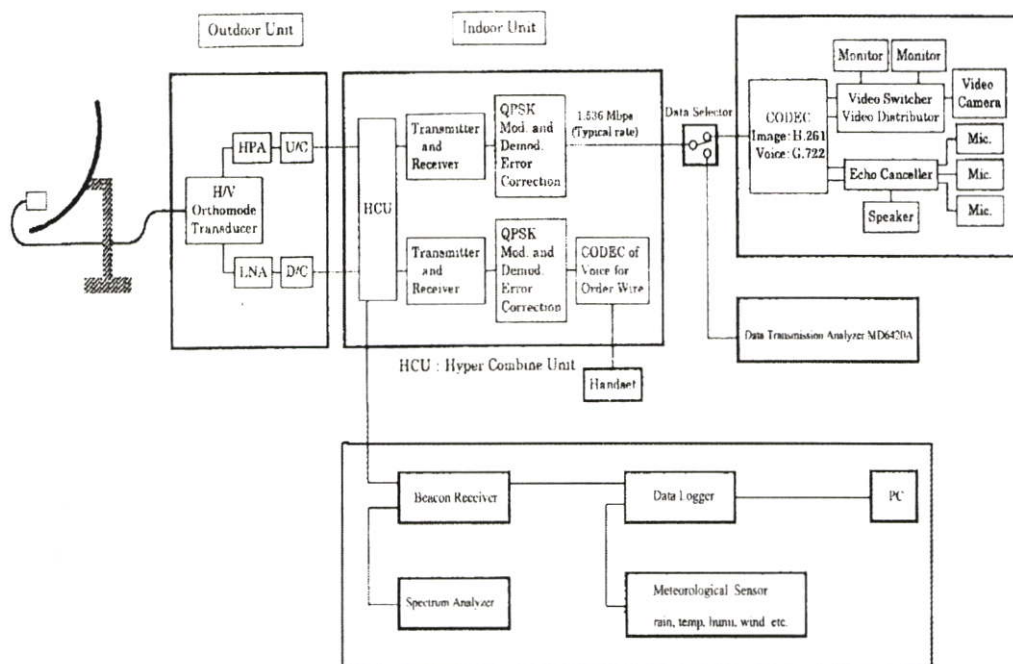 Outdoor Unit
Indoor Unit
HPA
U/C
H/V
Orthomode
Transducer
LNA
D/C
HCU
Transmitter
and
Receiver
QPSK
Mod. and
Demod.
Error
Correction
1.536 Mbps
(Typical rate)
Transmitter
and
Receiver
QPSK
Mod. and
Demod.
Error
Correction
CODEC of
Voice for
Order Wire
HCU : Hyper Combine Unit
Handset
Data Selector
CODEC
Image: H.261
Voice: G.722
Monitor
Monitor
Video Switcher
Video Distributor
Video
Camera
Echo Canceller
Speaker
Mic.
Mic.
Mic.
Data Transmission Analyzer MD6420A
Beacon Receiver
Data Logger
PC
Spectrum Analyzer
Meteorological Sensor
rain, temp, humi, wind etc.